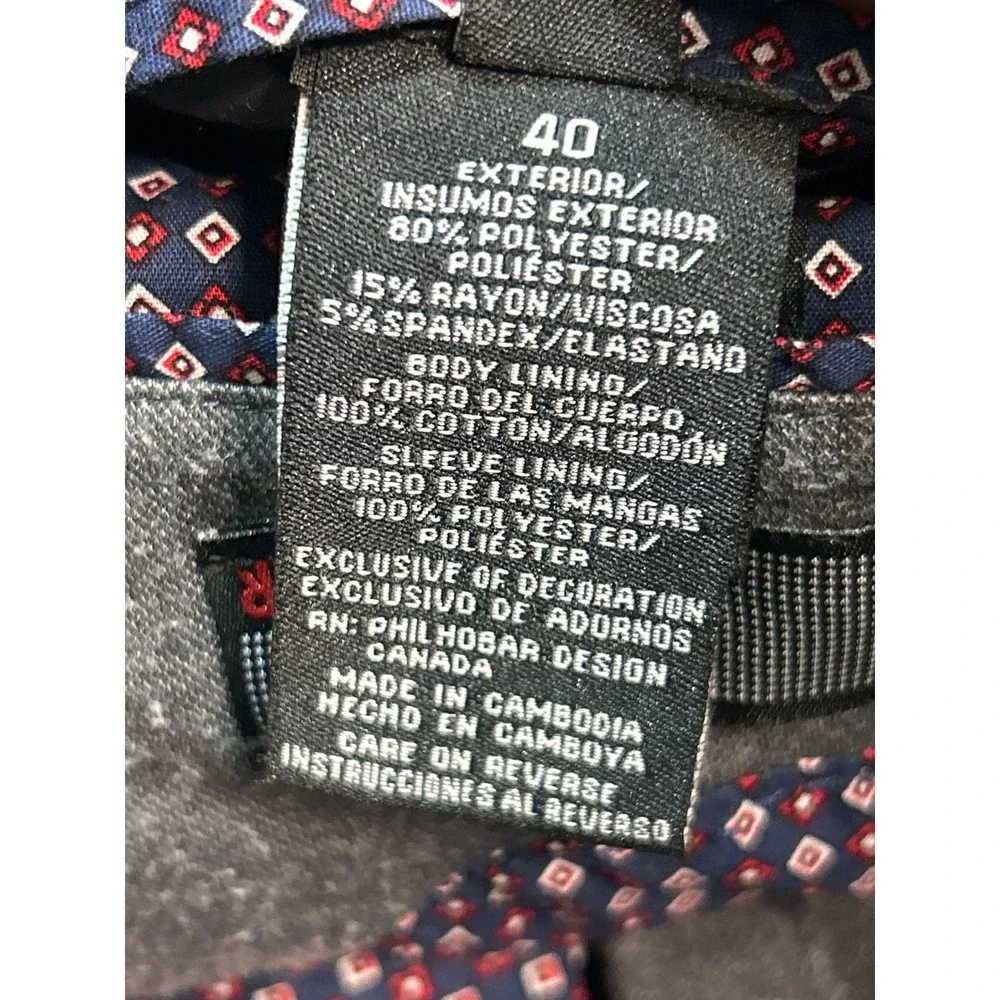 40
EXTERIOR/
INSUMOS EXTERIOR
80% POLYESTER/
POLIÉSTER
15% RAYON/VISCOSA
5% SPANDEX/ELASTANO
BODY LINING/
FORRO DEL CUERPO
100% COTTON/ALGODÓN
SLEEVE LINING/
FORRO DE LAS MANGAS
100% POLYESTER/
POLIÉSTER
EXCLUSIVE OF DECORATION
EXCLUSIVO DE ADORNOS
RN: PHILHOBAR DESIGN
CANADA
MADE IN CAMBODIA
HECHO EN CAMBOYA
CARE ON REVERSE
INSTRUCCIONES AL REVERSO
R